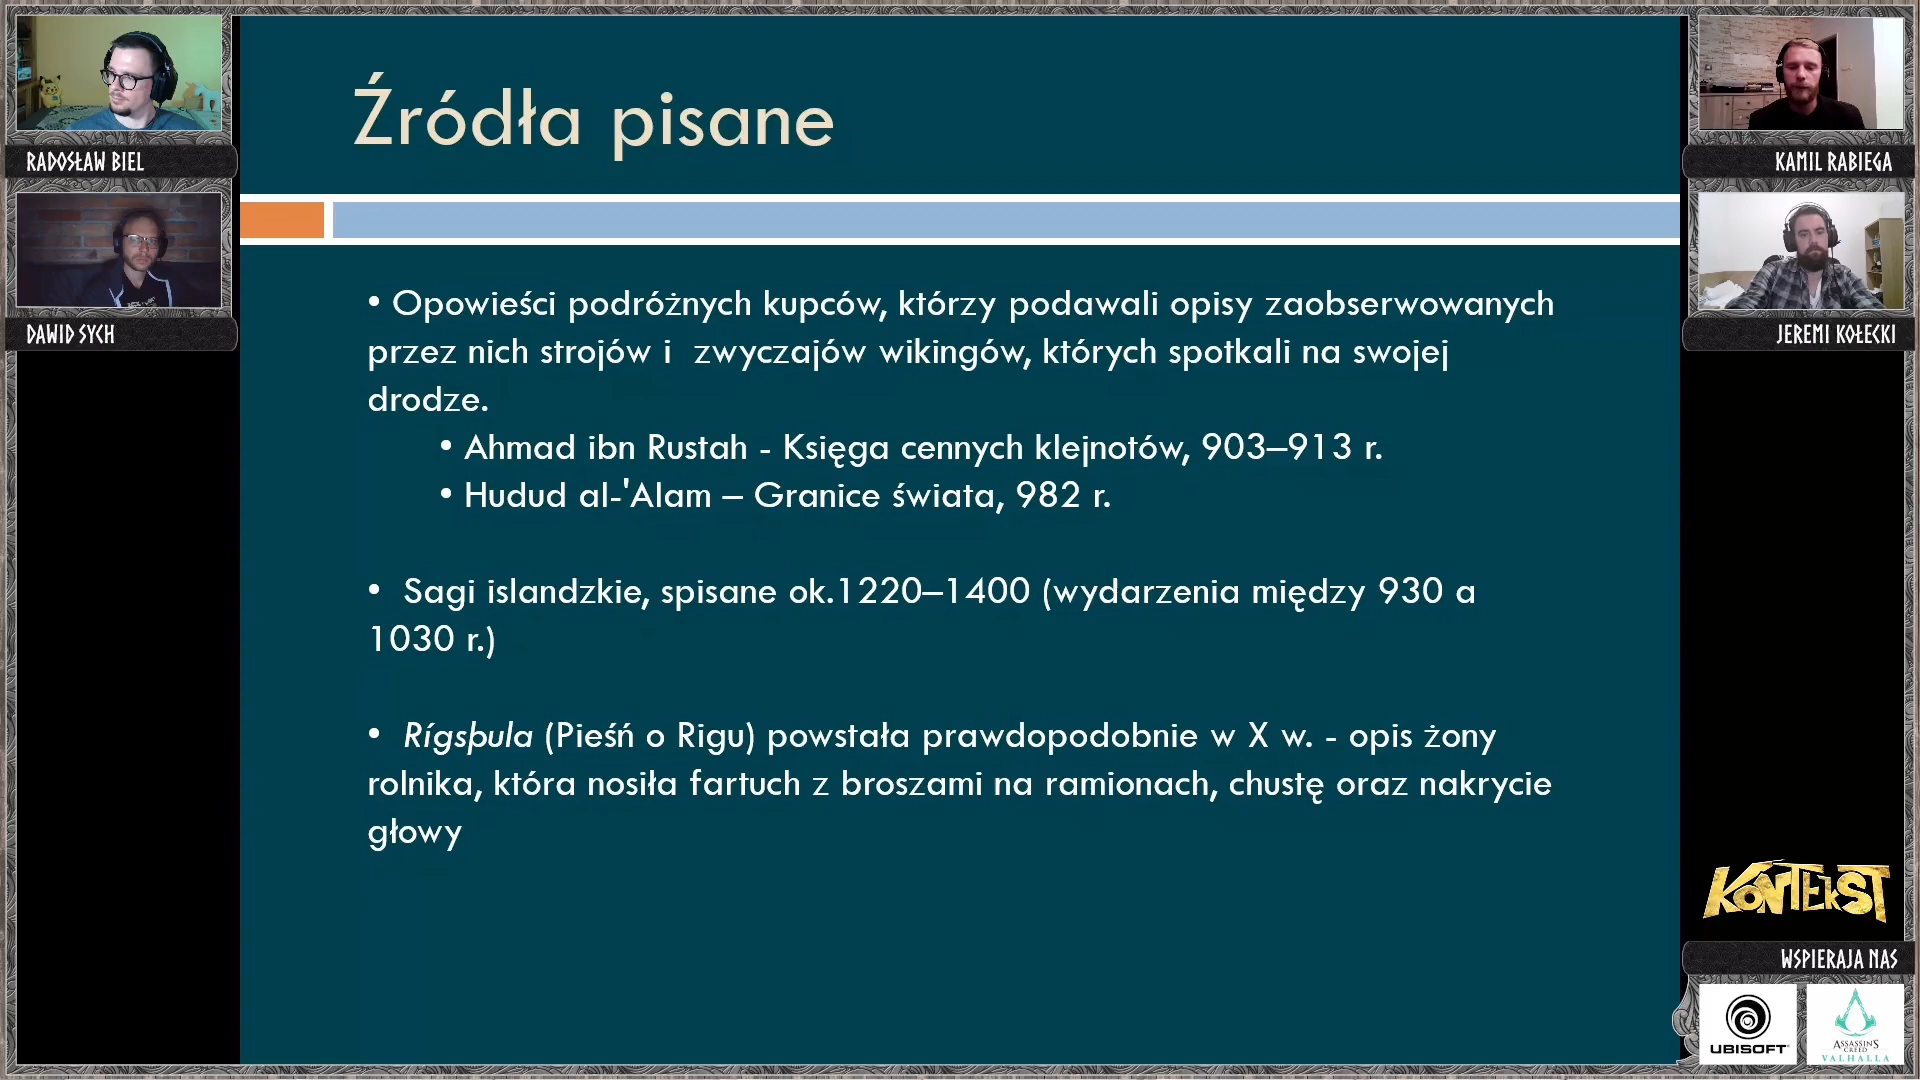 Źródła pisane
RADOSŁAW BIEL
DAWID SYCH
KAMIL RABIEGA
JEREMI KOŁECKI
• Opowieści podróżnych kupców, którzy podawali opisy zaobserwowanych
przez nich strojów i zwyczajów wikingów, których spotkali na swojej
drodze.
• Ahmad ibn Rustah - Księga cennych klejnotów, 903–913 r.
• Hudud al-'Alam – Granice świata, 982 r.
• Sagi islandzkie, spisane ok.1220–1400 (wydarzenia między 930 a
1030 r.)
• Rígsþula (Pieśń o Rigu) powstała prawdopodobnie w X w. - opis żony
rolnika, która nosiła fartuch z broszami na ramionach, chustę oraz nakrycie
głowy
KONTEKST
WSPIERAJA NAS
UBISOFT
ASSASSIN'S
CREED
VALHALLA